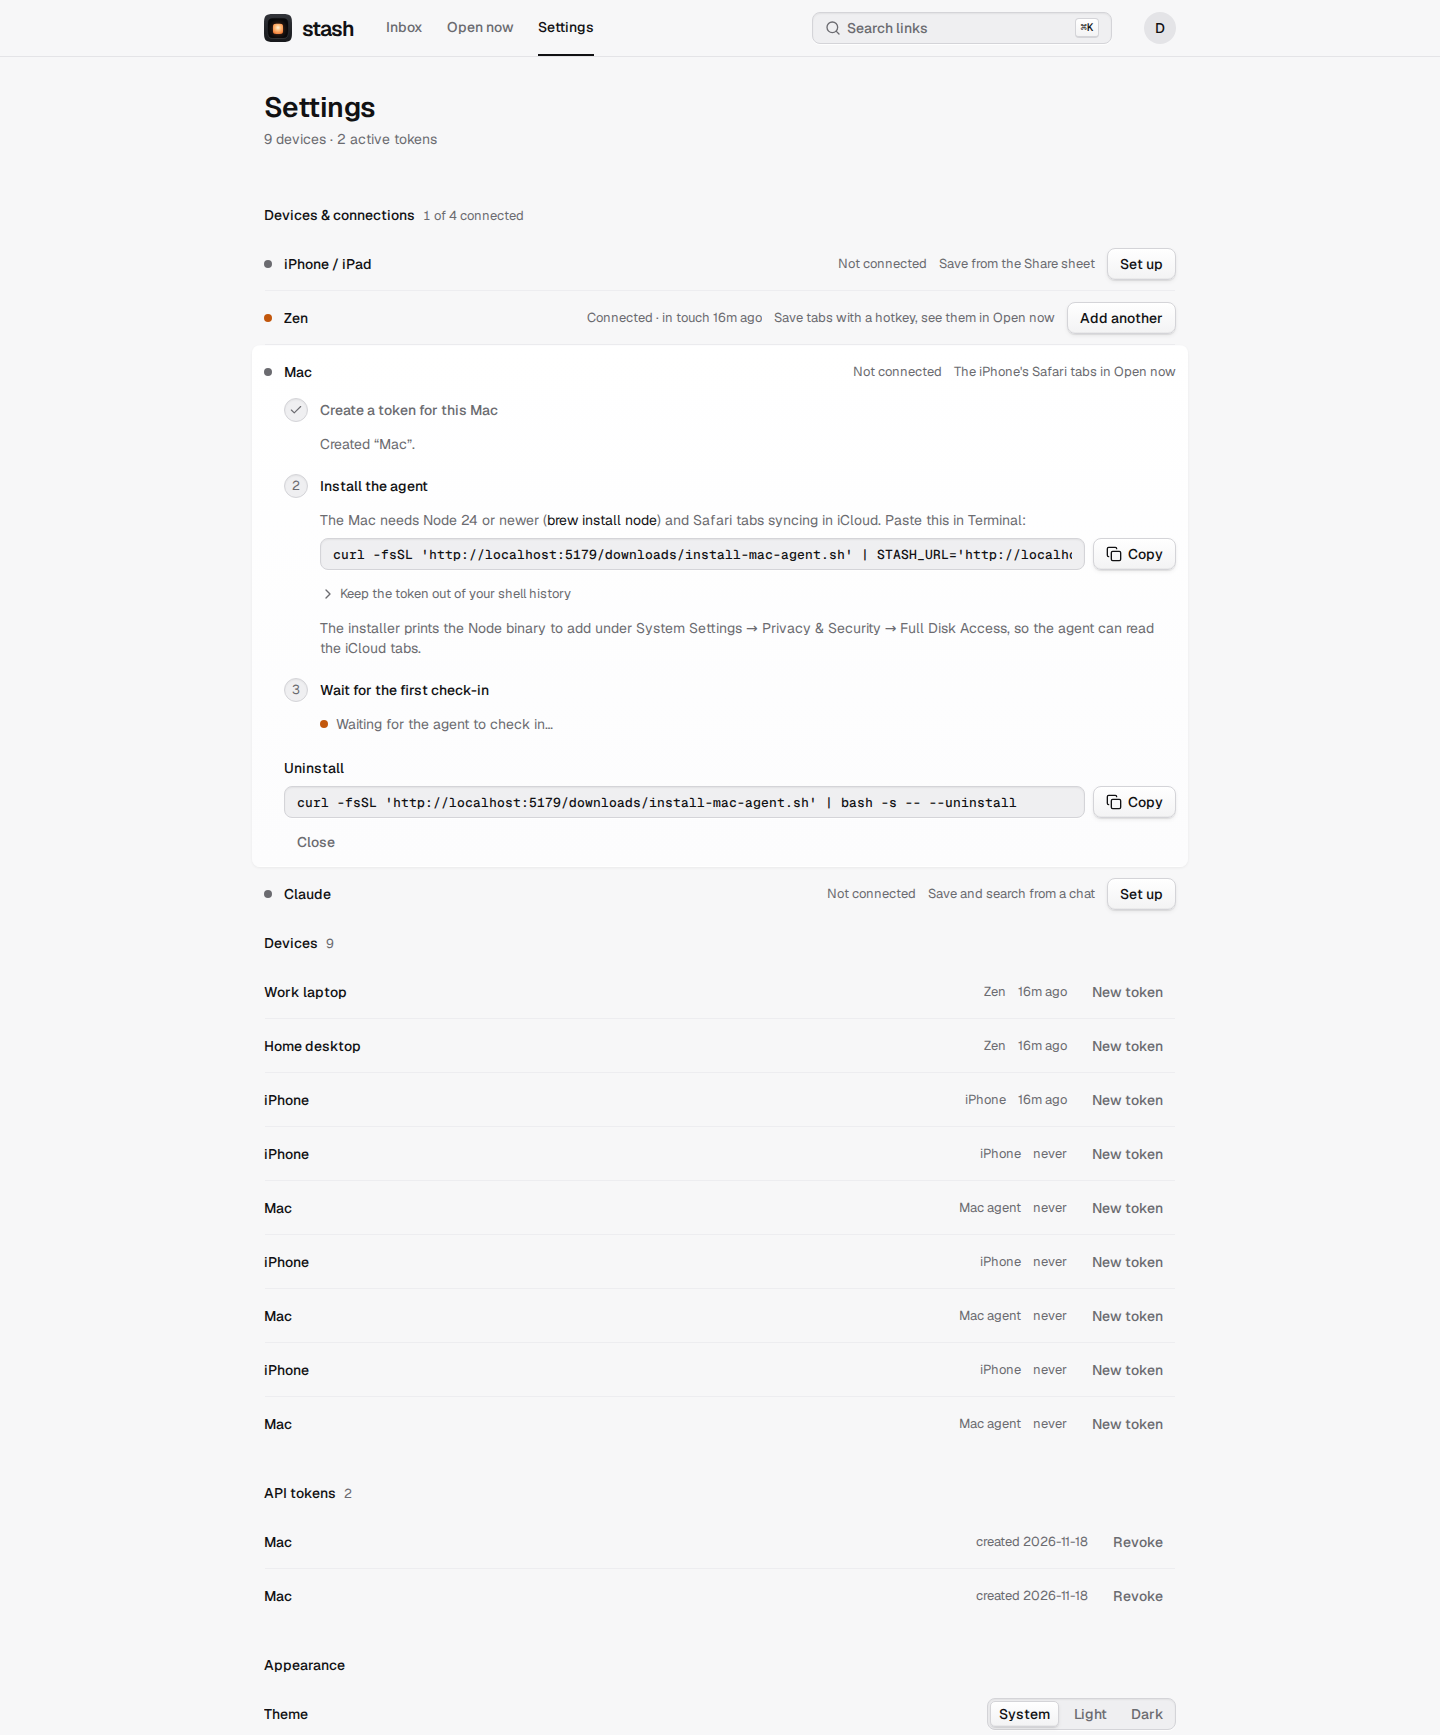 stash Inbox Open now Settings Search links ⌘K D
Settings
9 devices · 2 active tokens
Devices & connections 1 of 4 connected
iPhone / iPad Not connected Save from the Share sheet Set up
Zen Connected · in touch 16m ago Save tabs with a hotkey, see them in Open now Add another
Mac Not connected The iPhone's Safari tabs in Open now
Create a token for this Mac
Created “Mac”.
2 Install the agent
The Mac needs Node 24 or newer (brew install node) and Safari tabs syncing in iCloud. Paste this in Terminal:
curl -fsSL 'http://localhost:5179/downloads/install-mac-agent.sh' | STASH_URL='http://localho Copy
Keep the token out of your shell history
The installer prints the Node binary to add under System Settings → Privacy & Security → Full Disk Access, so the agent can read
the iCloud tabs.
3 Wait for the first check-in
Waiting for the agent to check in…
Uninstall
curl -fsSL 'http://localhost:5179/downloads/install-mac-agent.sh' | bash -s -- --uninstall Copy
Close
Claude Not connected Save and search from a chat Set up
Devices 9
Work laptop Zen 16m ago New token
Home desktop Zen 16m ago New token
iPhone iPhone 16m ago New token
iPhone iPhone never New token
Mac Mac agent never New token
iPhone iPhone never New token
Mac Mac agent never New token
iPhone iPhone never New token
Mac Mac agent never New token
API tokens 2
Mac created 2026-11-18 Revoke
Mac created 2026-11-18 Revoke
Appearance
Theme System Light Dark